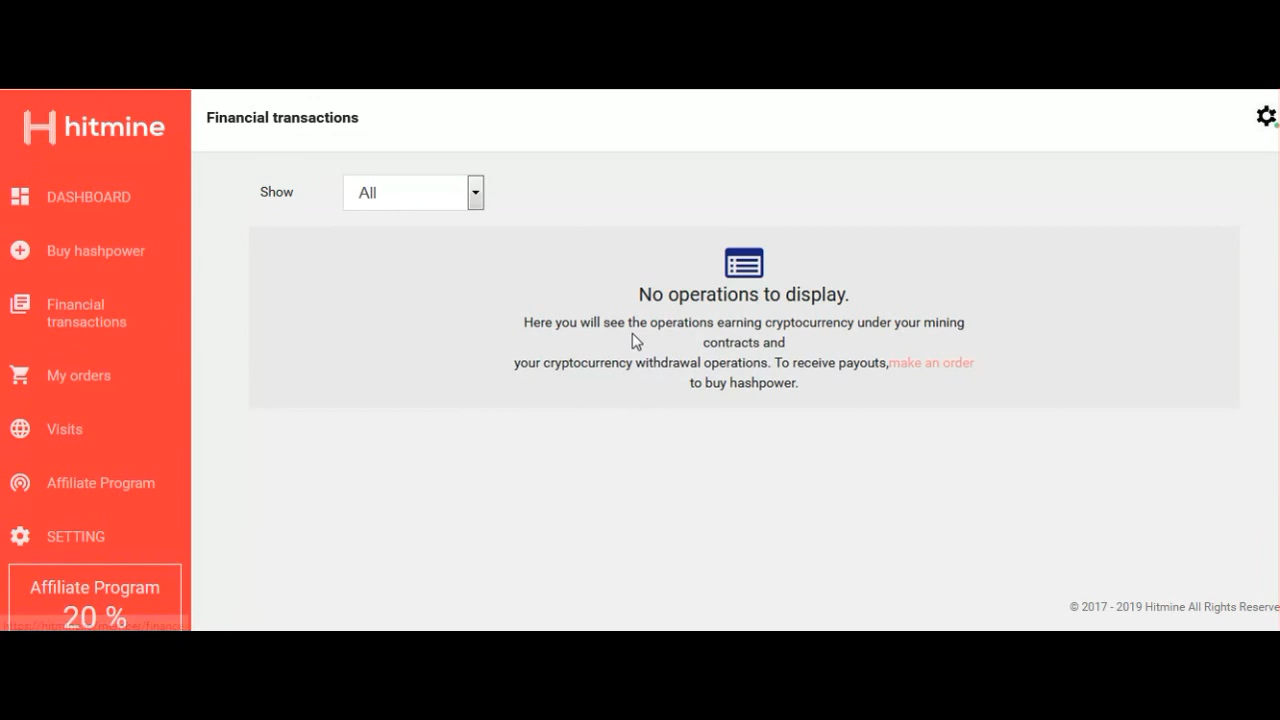 hitmine
Financial transactions
DASHBOARD
Buy hashpower
Financial
transactions
My orders
Visits
Affiliate Program
SETTING
Affiliate Program
20 %
Show
All
No operations to display.
Here you will see the operations earning cryptocurrency under your mining
contracts and
your cryptocurrency withdrawal operations. To receive payouts,make an order
to buy hashpower.
© 2017 - 2019 Hitmine All Rights Reserve